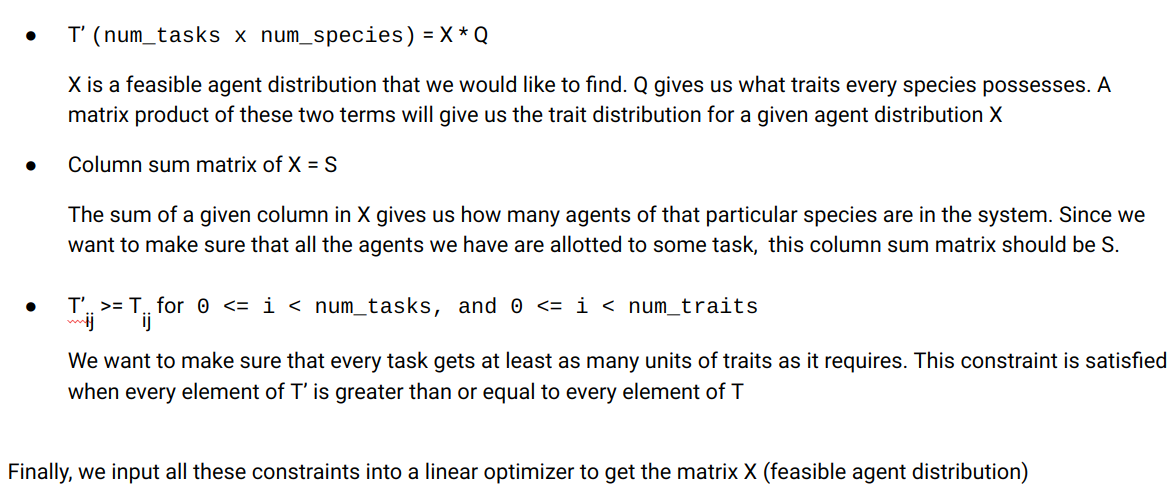 ● T’ (num_tasks x num_species) = X * Q
X is a feasible agent distribution that we would like to find. Q gives us what traits every species possesses. A
matrix product of these two terms will give us the trait distribution for a given agent distribution X
● Column sum matrix of X = S
The sum of a given column in X gives us how many agents of that particular species are in the system. Since we
want to make sure that all the agents we have are allotted to some task, this column sum matrix should be S.
● T’ij >= Tij for 0 <= i < num_tasks, and 0 <= i < num_traits
We want to make sure that every task gets at least as many units of traits as it requires. This constraint is satisfied
when every element of T’ is greater than or equal to every element of T
Finally, we input all these constraints into a linear optimizer to get the matrix X (feasible agent distribution)